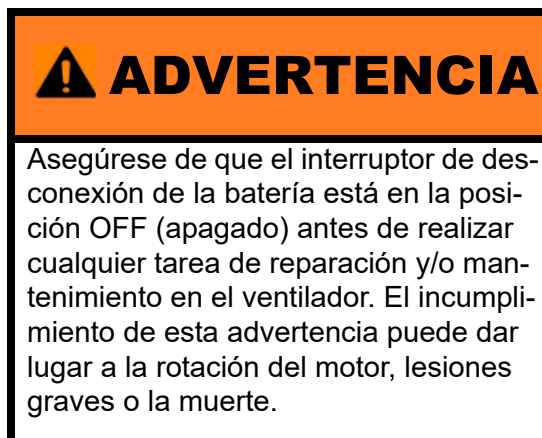 ADVERTENCIA
Asegúrese de que el interruptor de des-
conexión de la batería está en la posi-
ción OFF (apagado) antes de realizar
cualquier tarea de reparación y/o man-
tenimiento en el ventilador. El incumpli-
miento de esta advertencia puede dar
lugar a la rotación del motor, lesiones
graves o la muerte.